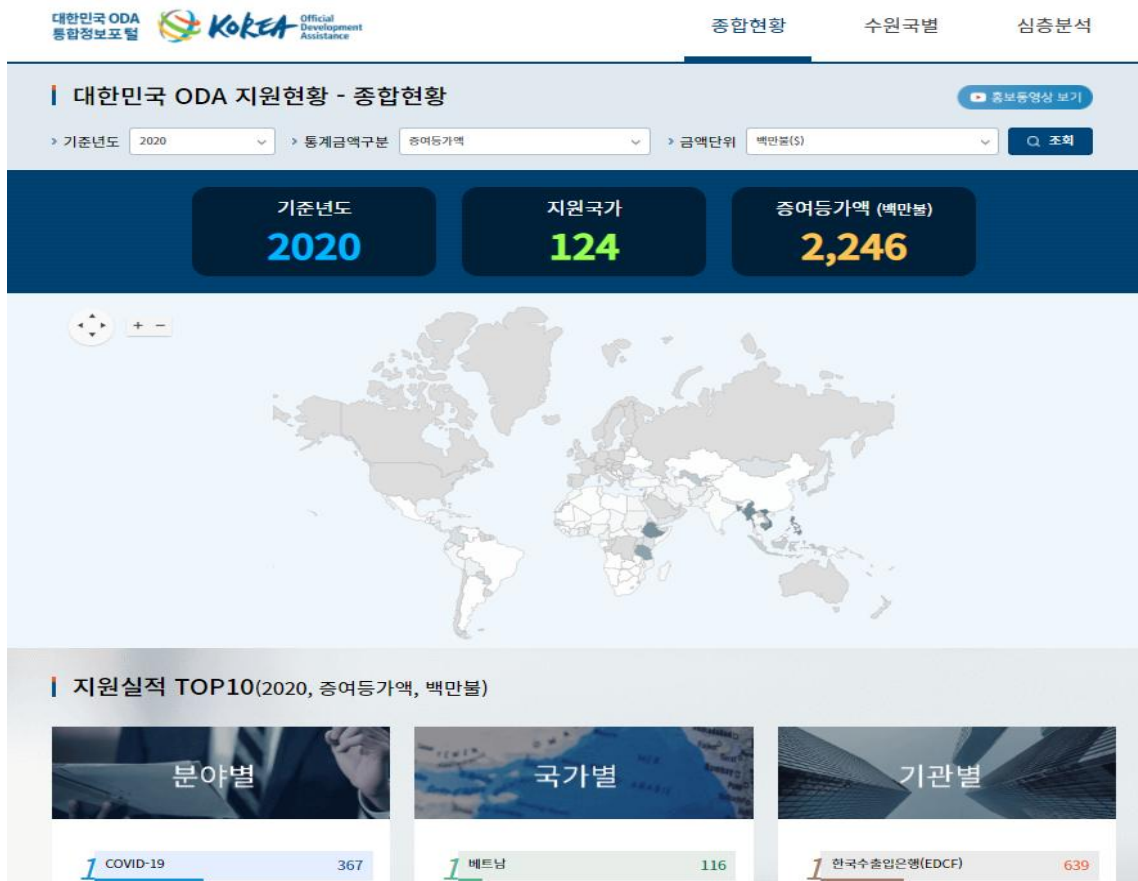 대한민국 ODA
통합정보포털
KOREA Official
Development
Assistance
종합현황 수원국별 심층분석
대한민국 ODA 지원현황 - 종합현황
홍보동영상 보기
› 기준년도 2020 › 통계금액구분 증여등가액 › 금액단위 백만불($) 조회
기준년도 지원국가 증여등가액 (백만불)
2020 124 2,246
+ −
지원실적 TOP10(2020, 증여등가액, 백만불)
분야별 국가별 기관별
1 COVID-19 367 1 베트남 116 1 한국수출입은행(EDCF) 639